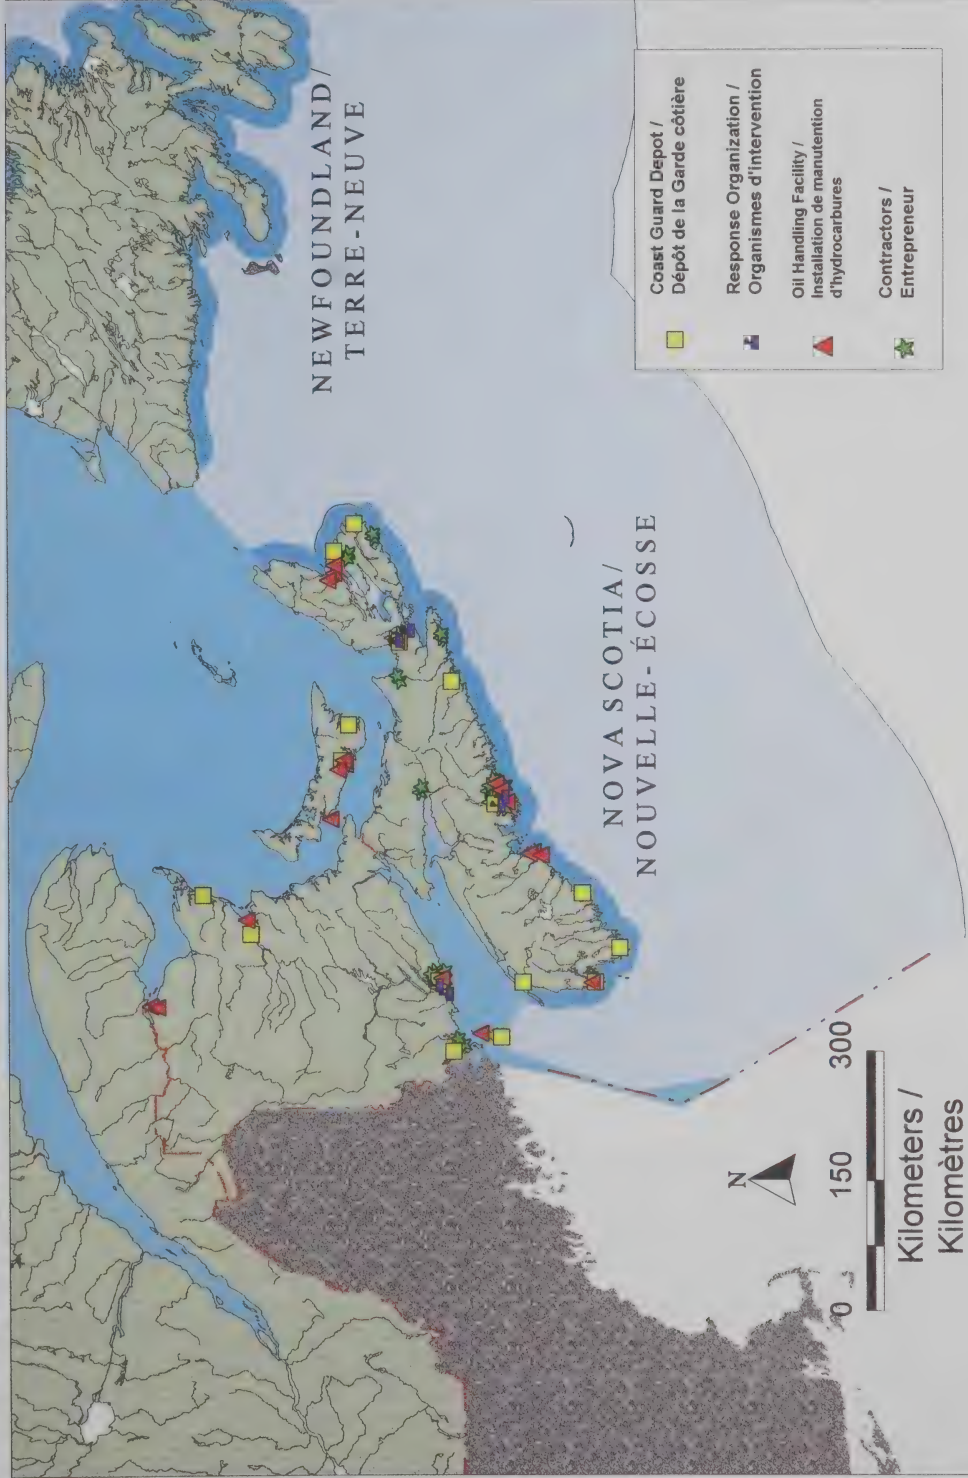 NEWFOUNDLAND/
TERRE-NEUVE
NOVA SCOTIA/
NOUVELLE-ÉCOSSE
Coast Guard Depot /
Dépôt de la Garde côtière
Response Organization /
Organismes d'intervention
Oil Handling Facility /
Installation de manutention
d'hydrocarbures
Contractors /
Entrepreneur
N
0 150 300
Kilometers /
Kilomètres